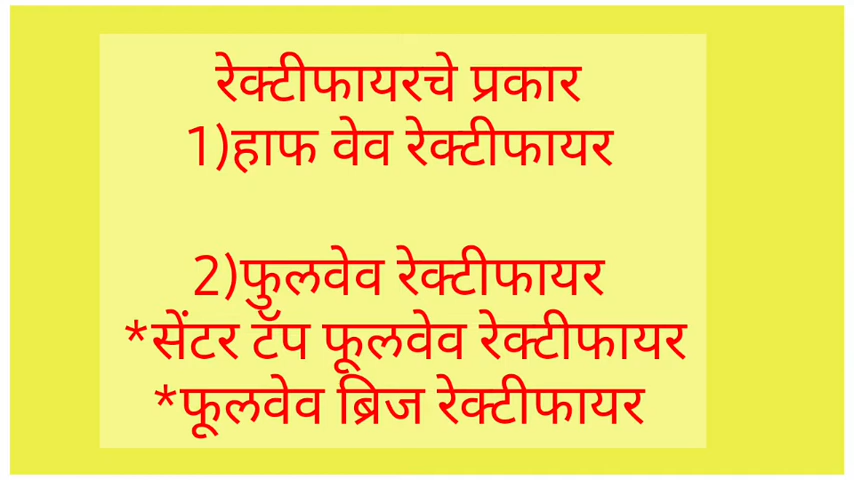 रेक्टीफायरचे प्रकार
1)हाफ वेव रेक्टीफायर
2)फुलवेव रेक्टीफायर
*सेंटर टॅप फूलवेव रेक्टीफायर
*फूलवेव ब्रिज रेक्टीफायर